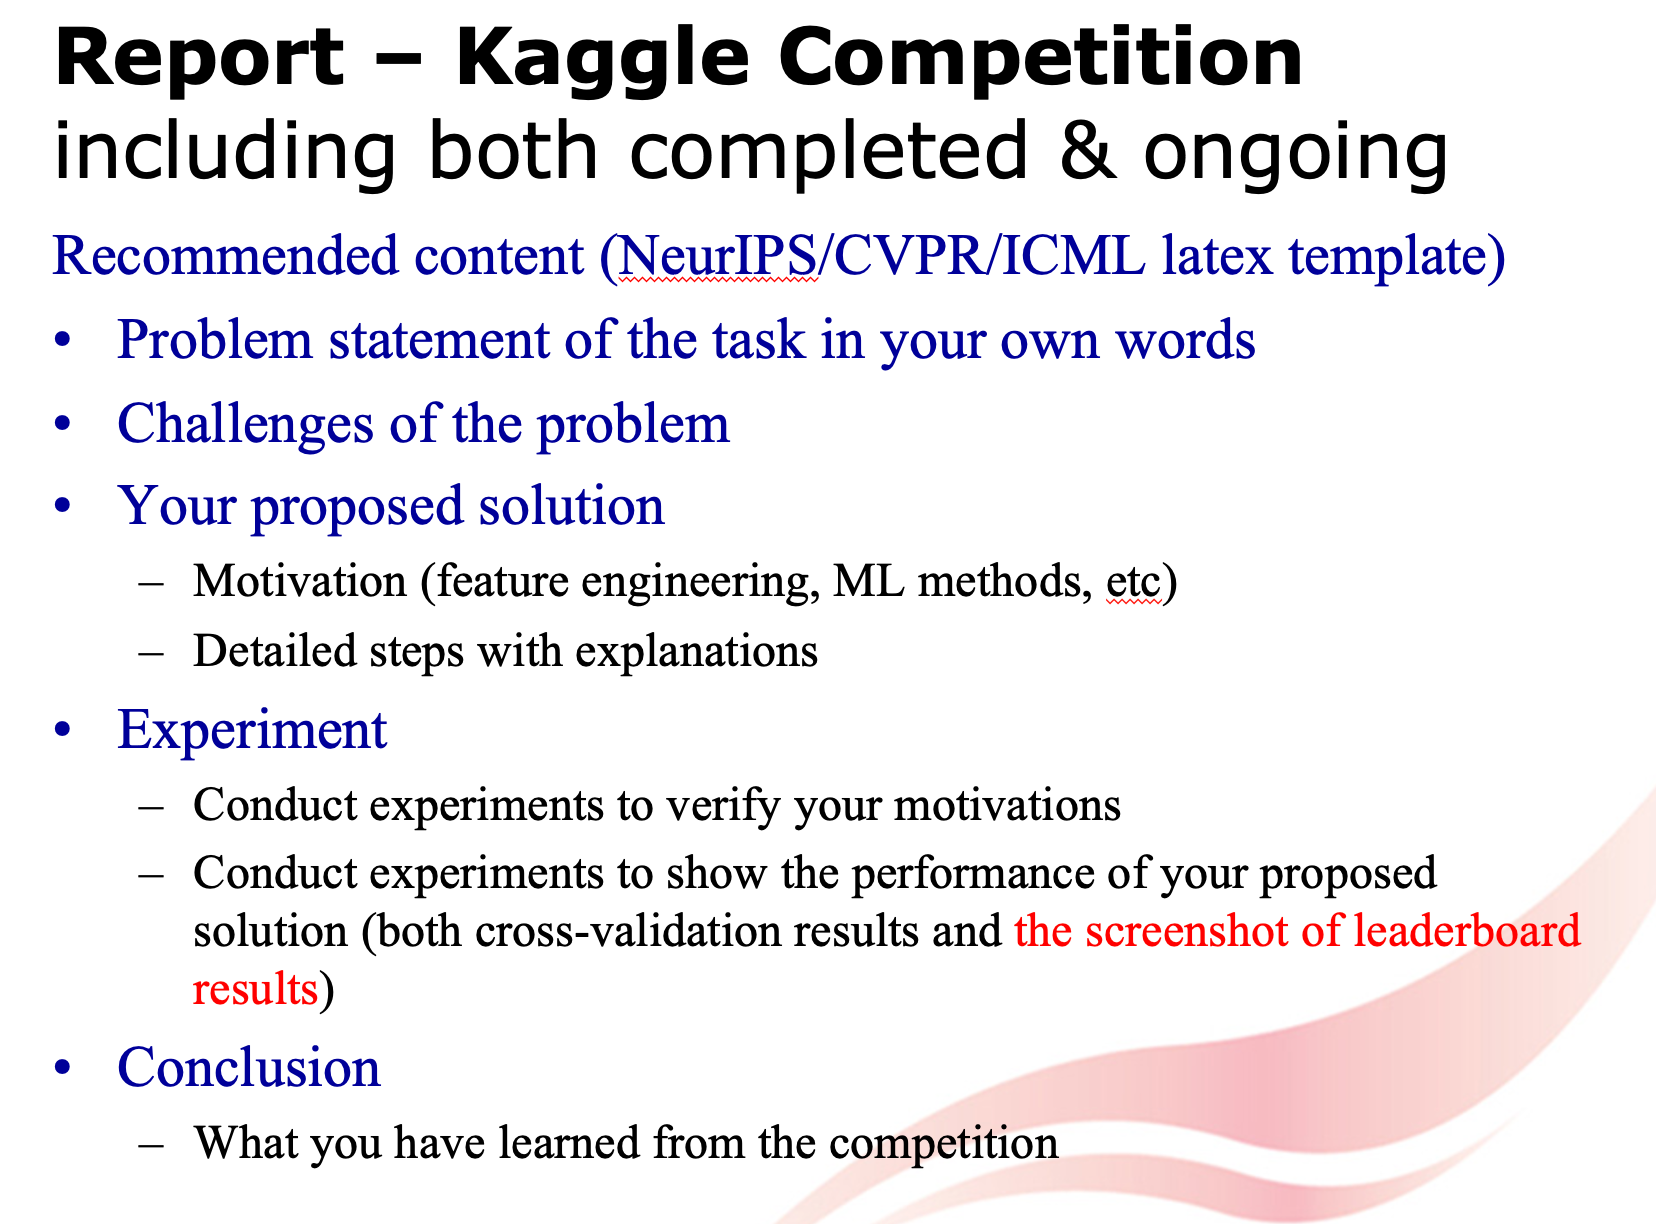 Report – Kaggle Competition
including both completed & ongoing
Recommended content (NeurIPS/CVPR/ICML latex template)
• Problem statement of the task in your own words
• Challenges of the problem
• Your proposed solution
– Motivation (feature engineering, ML methods, etc)
– Detailed steps with explanations
• Experiment
– Conduct experiments to verify your motivations
– Conduct experiments to show the performance of your proposed
solution (both cross-validation results and the screenshot of leaderboard
results)
• Conclusion
– What you have learned from the competition